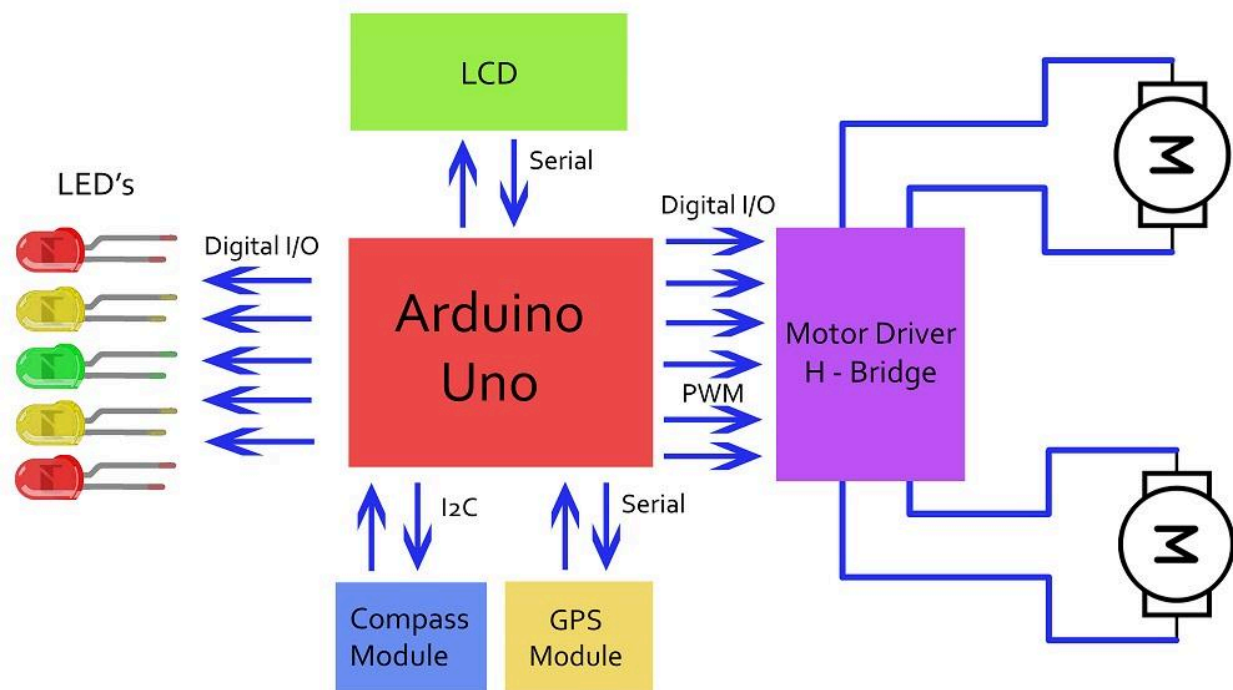 LCD
Serial
LED's
Digital I/O
Digital I/O
Arduino
Uno
Motor Driver
H - Bridge
PWM
M
M
I2C
Serial
Compass
Module
GPS
Module